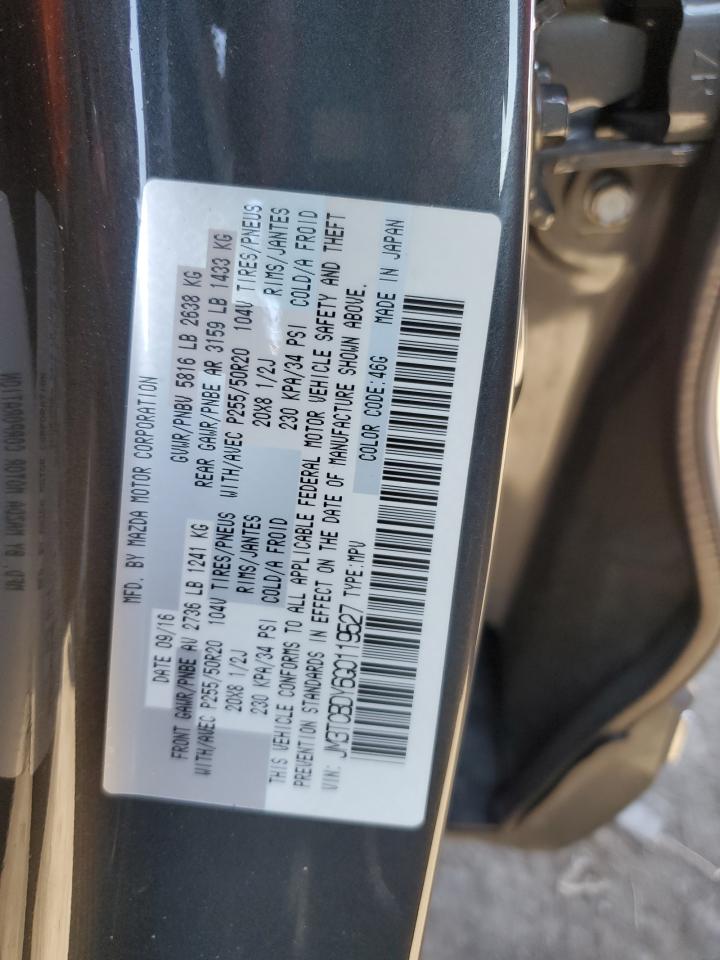 MFD. BY MAZDA MOTOR CORPORATION
DATE 09/16 GVWR/PNBV 5816 LB 2638 KG
FRONT GAWR/PNBE AV 2736 LB 1241 KG REAR GAWR/PNBE AR 3159 LB 1433 KG
WITH/AVEC P255/50R20 104V TIRES/PNEUS WITH/AVEC P255/50R20 104V TIRES/PNEUS
20X8 1/2J RIMS/JANTES 20X8 1/2J RIMS/JANTES
230 KPA/34 PSI COLD/A FROID 230 KPA/34 PSI COLD/A FROID
THIS VEHICLE CONFORMS TO ALL APPLICABLE FEDERAL MOTOR VEHICLE SAFETY AND THEFT
PREVENTION STANDARDS IN EFFECT ON THE DATE OF MANUFACTURE SHOWN ABOVE.
VIN: JM3TCBDY6G0119527 TYPE:MPV COLOR CODE:46G MADE IN JAPAN